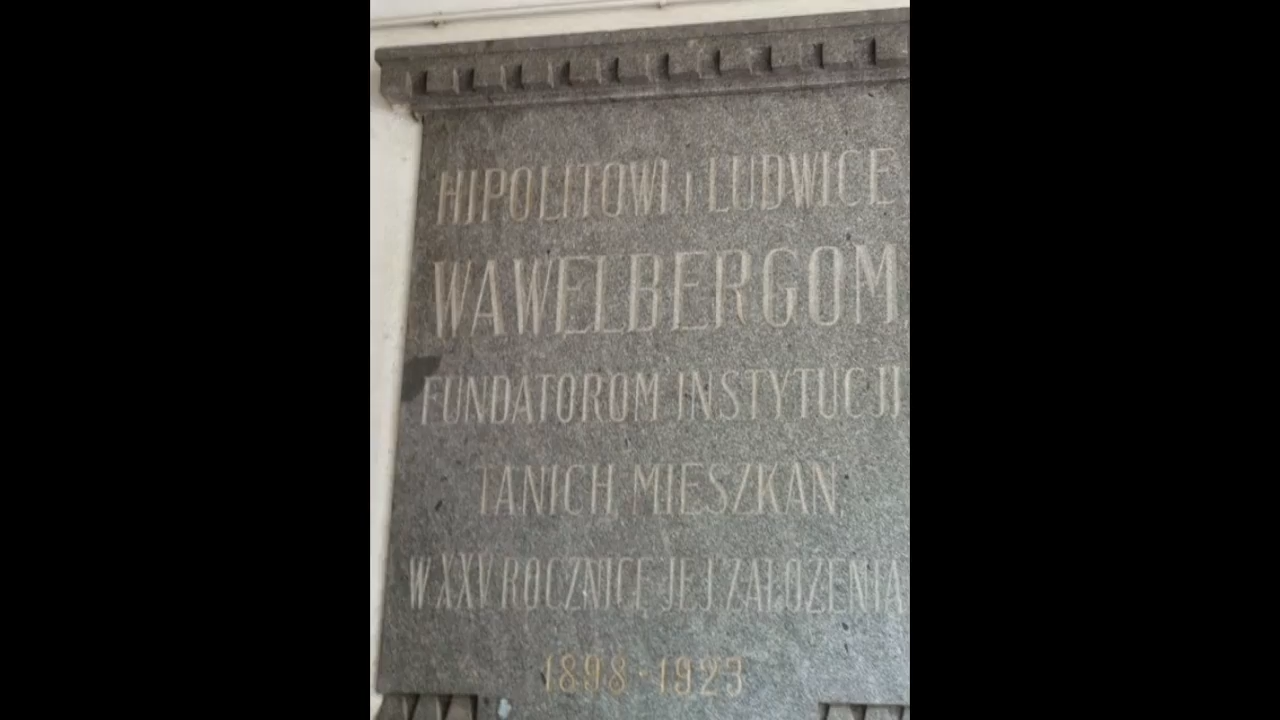 HIPOLITOWI i LUDWICE
WAWELBERGOM,
FUNDATOROM INSTYTUCJI
TANICH MIESZKAŃ,
W XXV ROCZNICĘ JEJ ZAŁOŻENIA
1898-1923